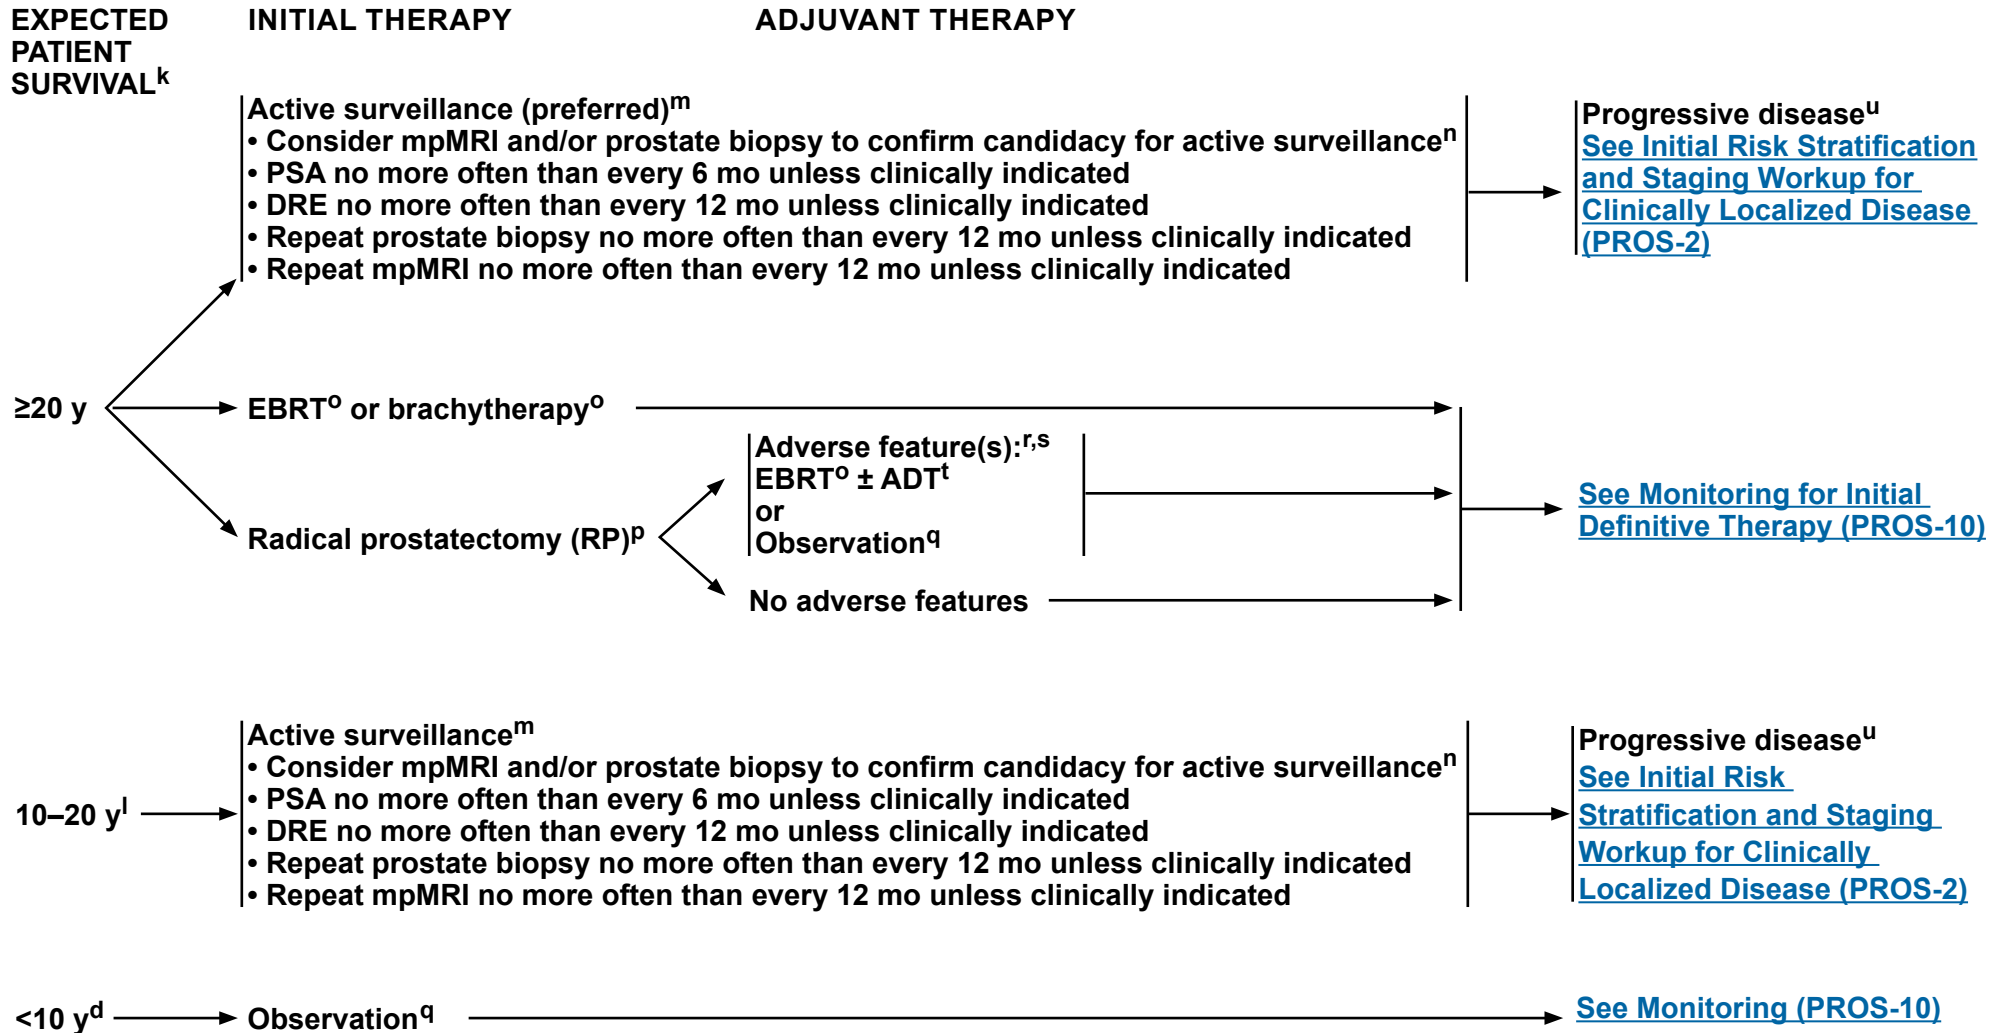 EXPECTED
PATIENT
SURVIVALk
INITIAL THERAPY
ADJUVANT THERAPY
Active surveillance (preferred)m
• Consider mpMRI and/or prostate biopsy to confirm candidacy for active surveillancen
• PSA no more often than every 6 mo unless clinically indicated
• DRE no more often than every 12 mo unless clinically indicated
• Repeat prostate biopsy no more often than every 12 mo unless clinically indicated
• Repeat mpMRI no more often than every 12 mo unless clinically indicated
Progressive diseaseu
See Initial Risk Stratification
and Staging Workup for
Clinically Localized Disease
(PROS-2)
≥20 y
EBRTo or brachytherapyo
Radical prostatectomy (RP)p
Adverse feature(s):r,s
EBRTo ± ADTt
or
Observationq
No adverse features
See Monitoring for Initial
Definitive Therapy (PROS-10)
10–20 yl
Active surveillancem
• Consider mpMRI and/or prostate biopsy to confirm candidacy for active surveillancen
• PSA no more often than every 6 mo unless clinically indicated
• DRE no more often than every 12 mo unless clinically indicated
• Repeat prostate biopsy no more often than every 12 mo unless clinically indicated
• Repeat mpMRI no more often than every 12 mo unless clinically indicated
Progressive diseaseu
See Initial Risk
Stratification and Staging
Workup for Clinically
Localized Disease (PROS-2)
<10 yd
Observationq
See Monitoring (PROS-10)